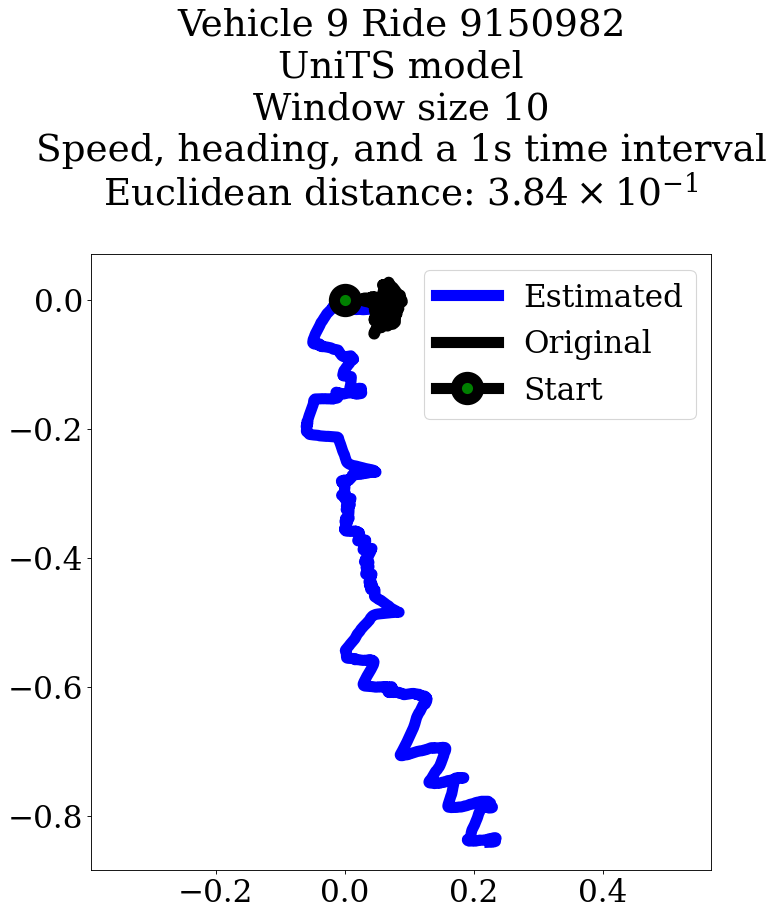 Vehicle 9 Ride 9150982
UniTS model
Window size 10
Speed, heading, and a 1s time interval
Euclidean distance: 3.84 × 10⁻¹
Estimated
Original
Start
0.0
−0.2
−0.4
−0.6
−0.8
−0.2 0.0 0.2 0.4